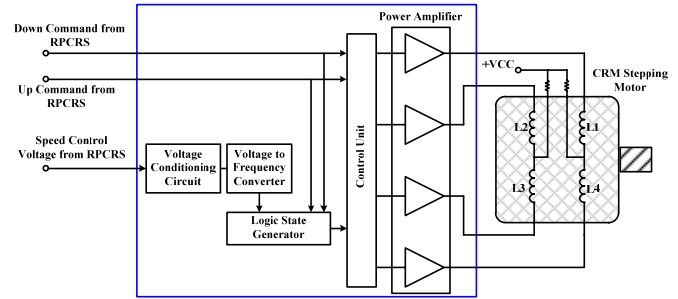 Down Command from
RPCRS
Power Amplifier
+VCC
CRM Stepping
Motor
Up Command from
RPCRS
L2
L1
Speed Control
Voltage from RPCRS
Voltage
Conditioning
Circuit
Voltage to
Frequency
Converter
Control Unit
L3
L4
Logic State
Generator